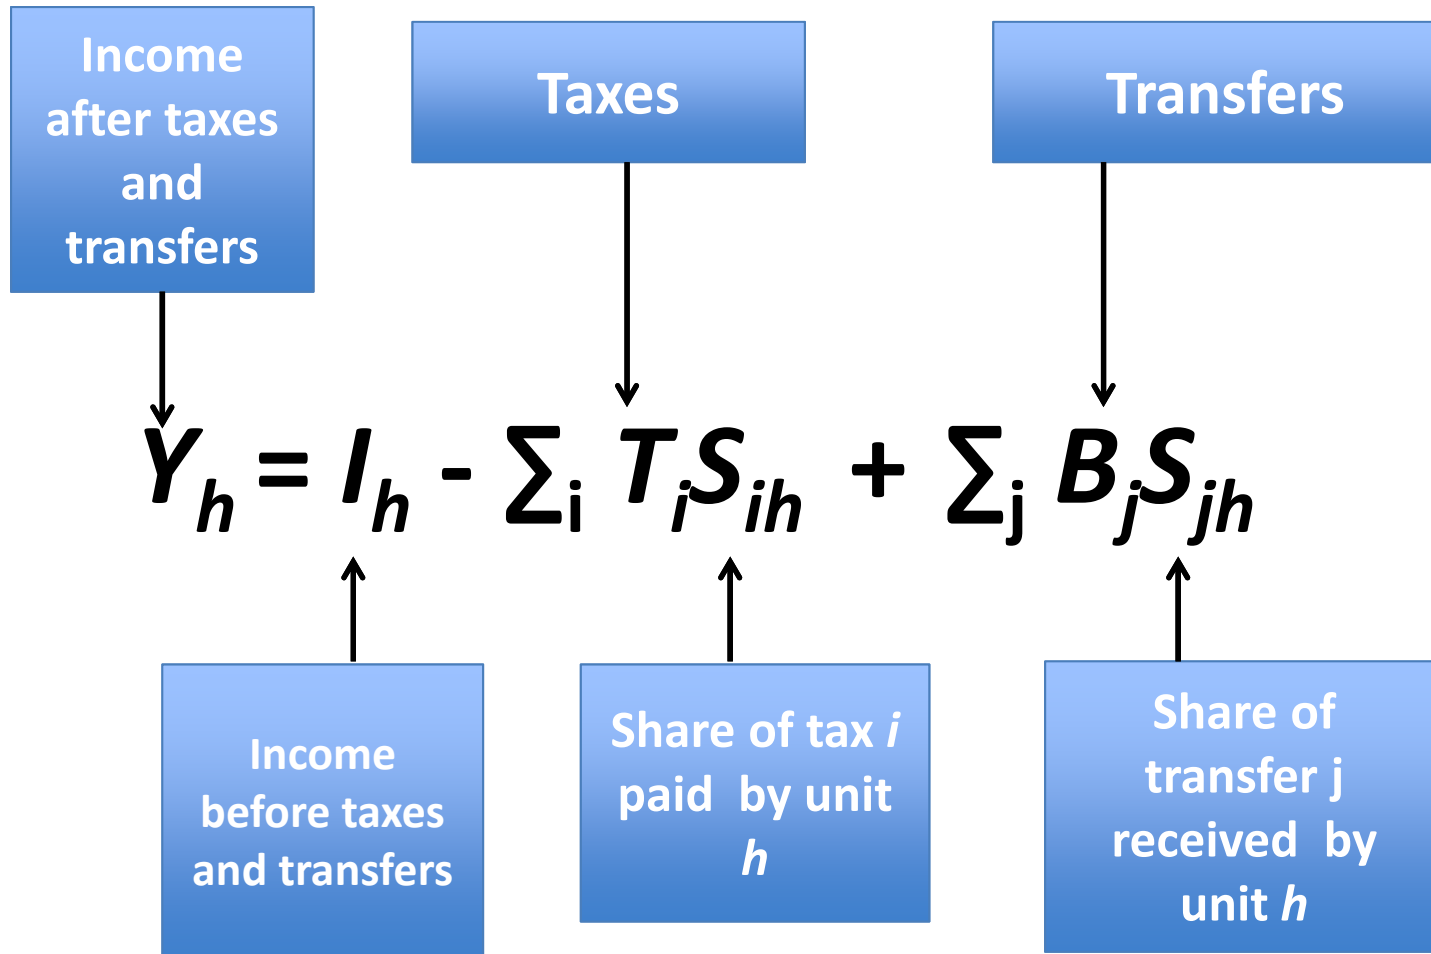 Income
after taxes
and
transfers
Taxes
Transfers
Yₕ = Iₕ - ∑ᵢ TᵢSᵢₕ + ∑ⱼ BⱼSⱼₕ
Income
before taxes
and transfers
Share of tax i
paid by unit
h
Share of
transfer j
received by
unit h